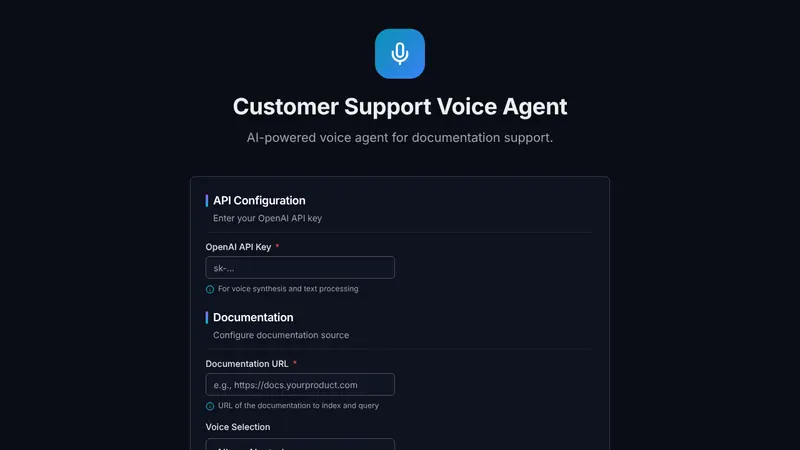 Customer Support Voice Agent
AI-powered voice agent for documentation support.
API Configuration
Enter your OpenAI API key
OpenAI API Key *
sk-...
For voice synthesis and text processing
Documentation
Configure documentation source
Documentation URL *
e.g., https://docs.yourproduct.com
URL of the documentation to index and query
Voice Selection